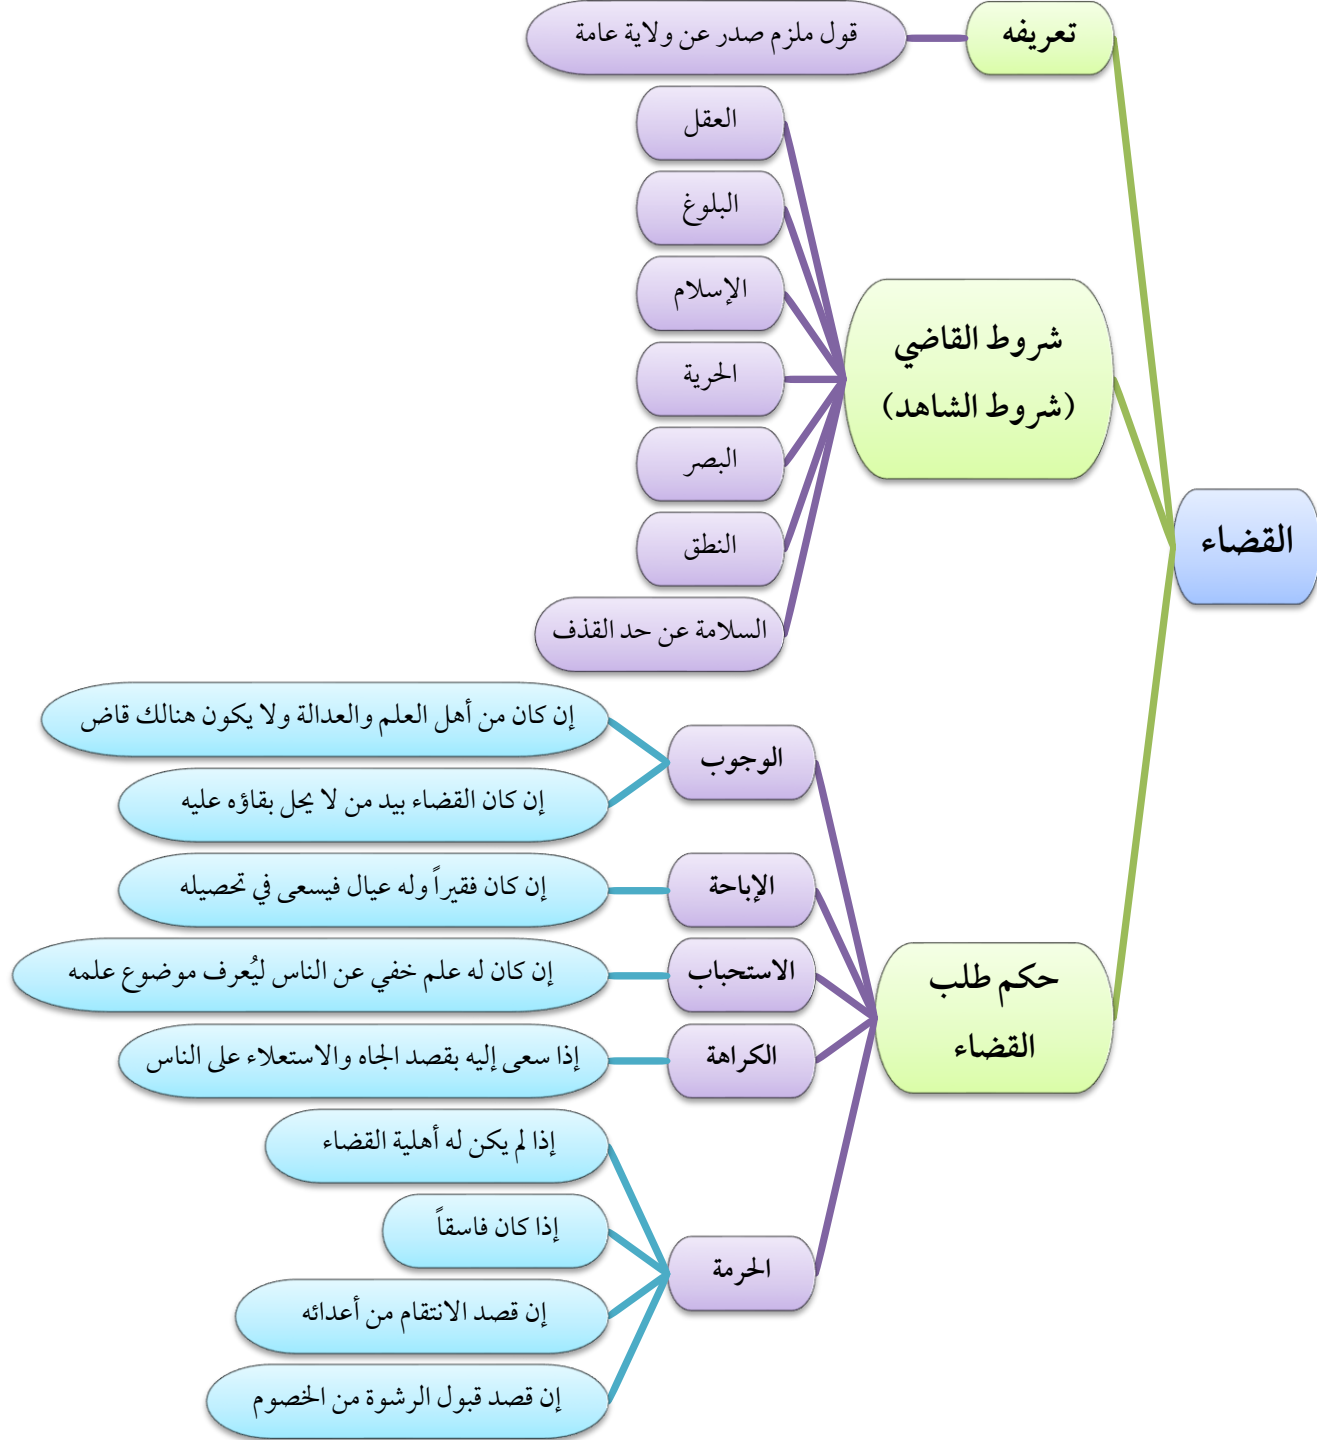 القضاء
تعريفه
قول ملزم صدر عن ولاية عامة
شروط القاضي
(شروط الشاهد)
العقل
البلوغ
الإسلام
الحرية
البصر
النطق
السلامة عن حد القذف
حكم طلب
القضاء
الوجوب
إن كان من أهل العلم والعدالة ولا يكون هنالك قاض
إن كان القضاء بيد من لا يحل بقاؤه عليه
الإباحة
إن كان فقيراً وله عيال فيسعى في تحصيله
الاستحباب
إن كان له علم خفي عن الناس ليُعرف موضوع علمه
الكراهة
إذا سعى إليه بقصد الجاه والاستعلاء على الناس
الحرمة
إذا لم يكن له أهلية القضاء
إذا كان فاسقاً
إن قصد الانتقام من أعدائه
إن قصد قبول الرشوة من الخصوم